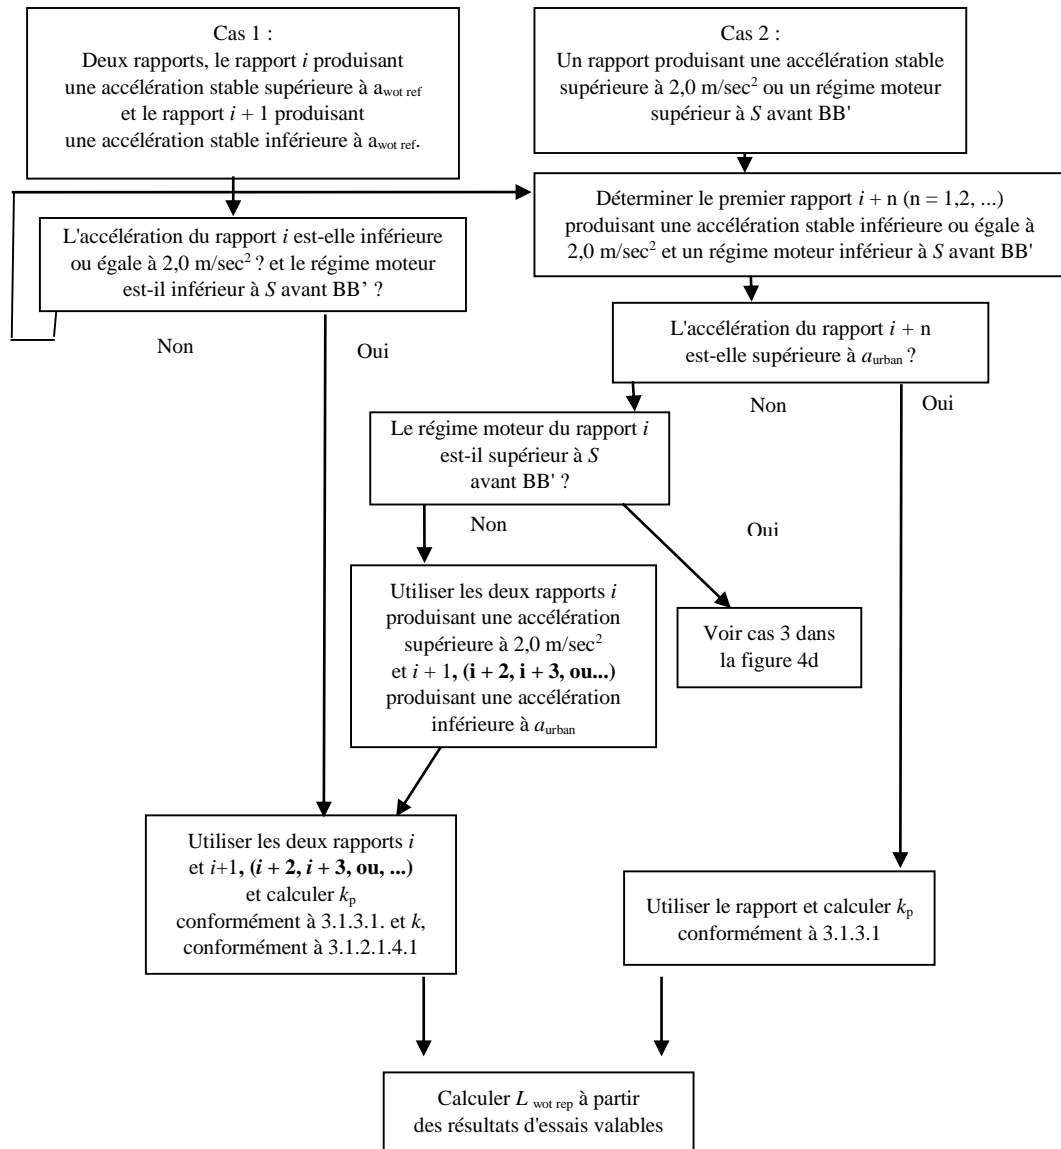 Cas 1 :
Deux rapports, le rapport i produisant
une accélération stable supérieure à a wot ref
et le rapport i + 1 produisant
une accélération stable inférieure à a wot ref.
Cas 2 :
Un rapport produisant une accélération stable
supérieure à 2,0 m/sec² ou un régime moteur
supérieur à S avant BB'
Déterminer le premier rapport i + n (n = 1,2, ...)
produisant une accélération stable inférieure ou égale à
2,0 m/sec² et un régime moteur inférieur à S avant BB'
L'accélération du rapport i est-elle inférieure
ou égale à 2,0 m/sec² ? et le régime moteur
est-il inférieur à S avant BB’ ?
Non
Oui
L'accélération du rapport i + n
est-elle supérieure à a urban ?
Non
Oui
Le régime moteur du rapport i
est-il supérieur à S
avant BB' ?
Non
Oui
Utiliser les deux rapports i
produisant une accélération
supérieure à 2,0 m/sec²
et i + 1, (i + 2, i + 3, ou...)
produisant une accélération
inférieure à a urban
Voir cas 3 dans
la figure 4d
Utiliser les deux rapports i
et i+1, (i + 2, i + 3, ou, ...)
et calculer kp
conformément à 3.1.3.1. et k,
conformément à 3.1.2.1.4.1
Utiliser le rapport et calculer kp
conformément à 3.1.3.1
Calculer L wot rep à partir
des résultats d'essais valables